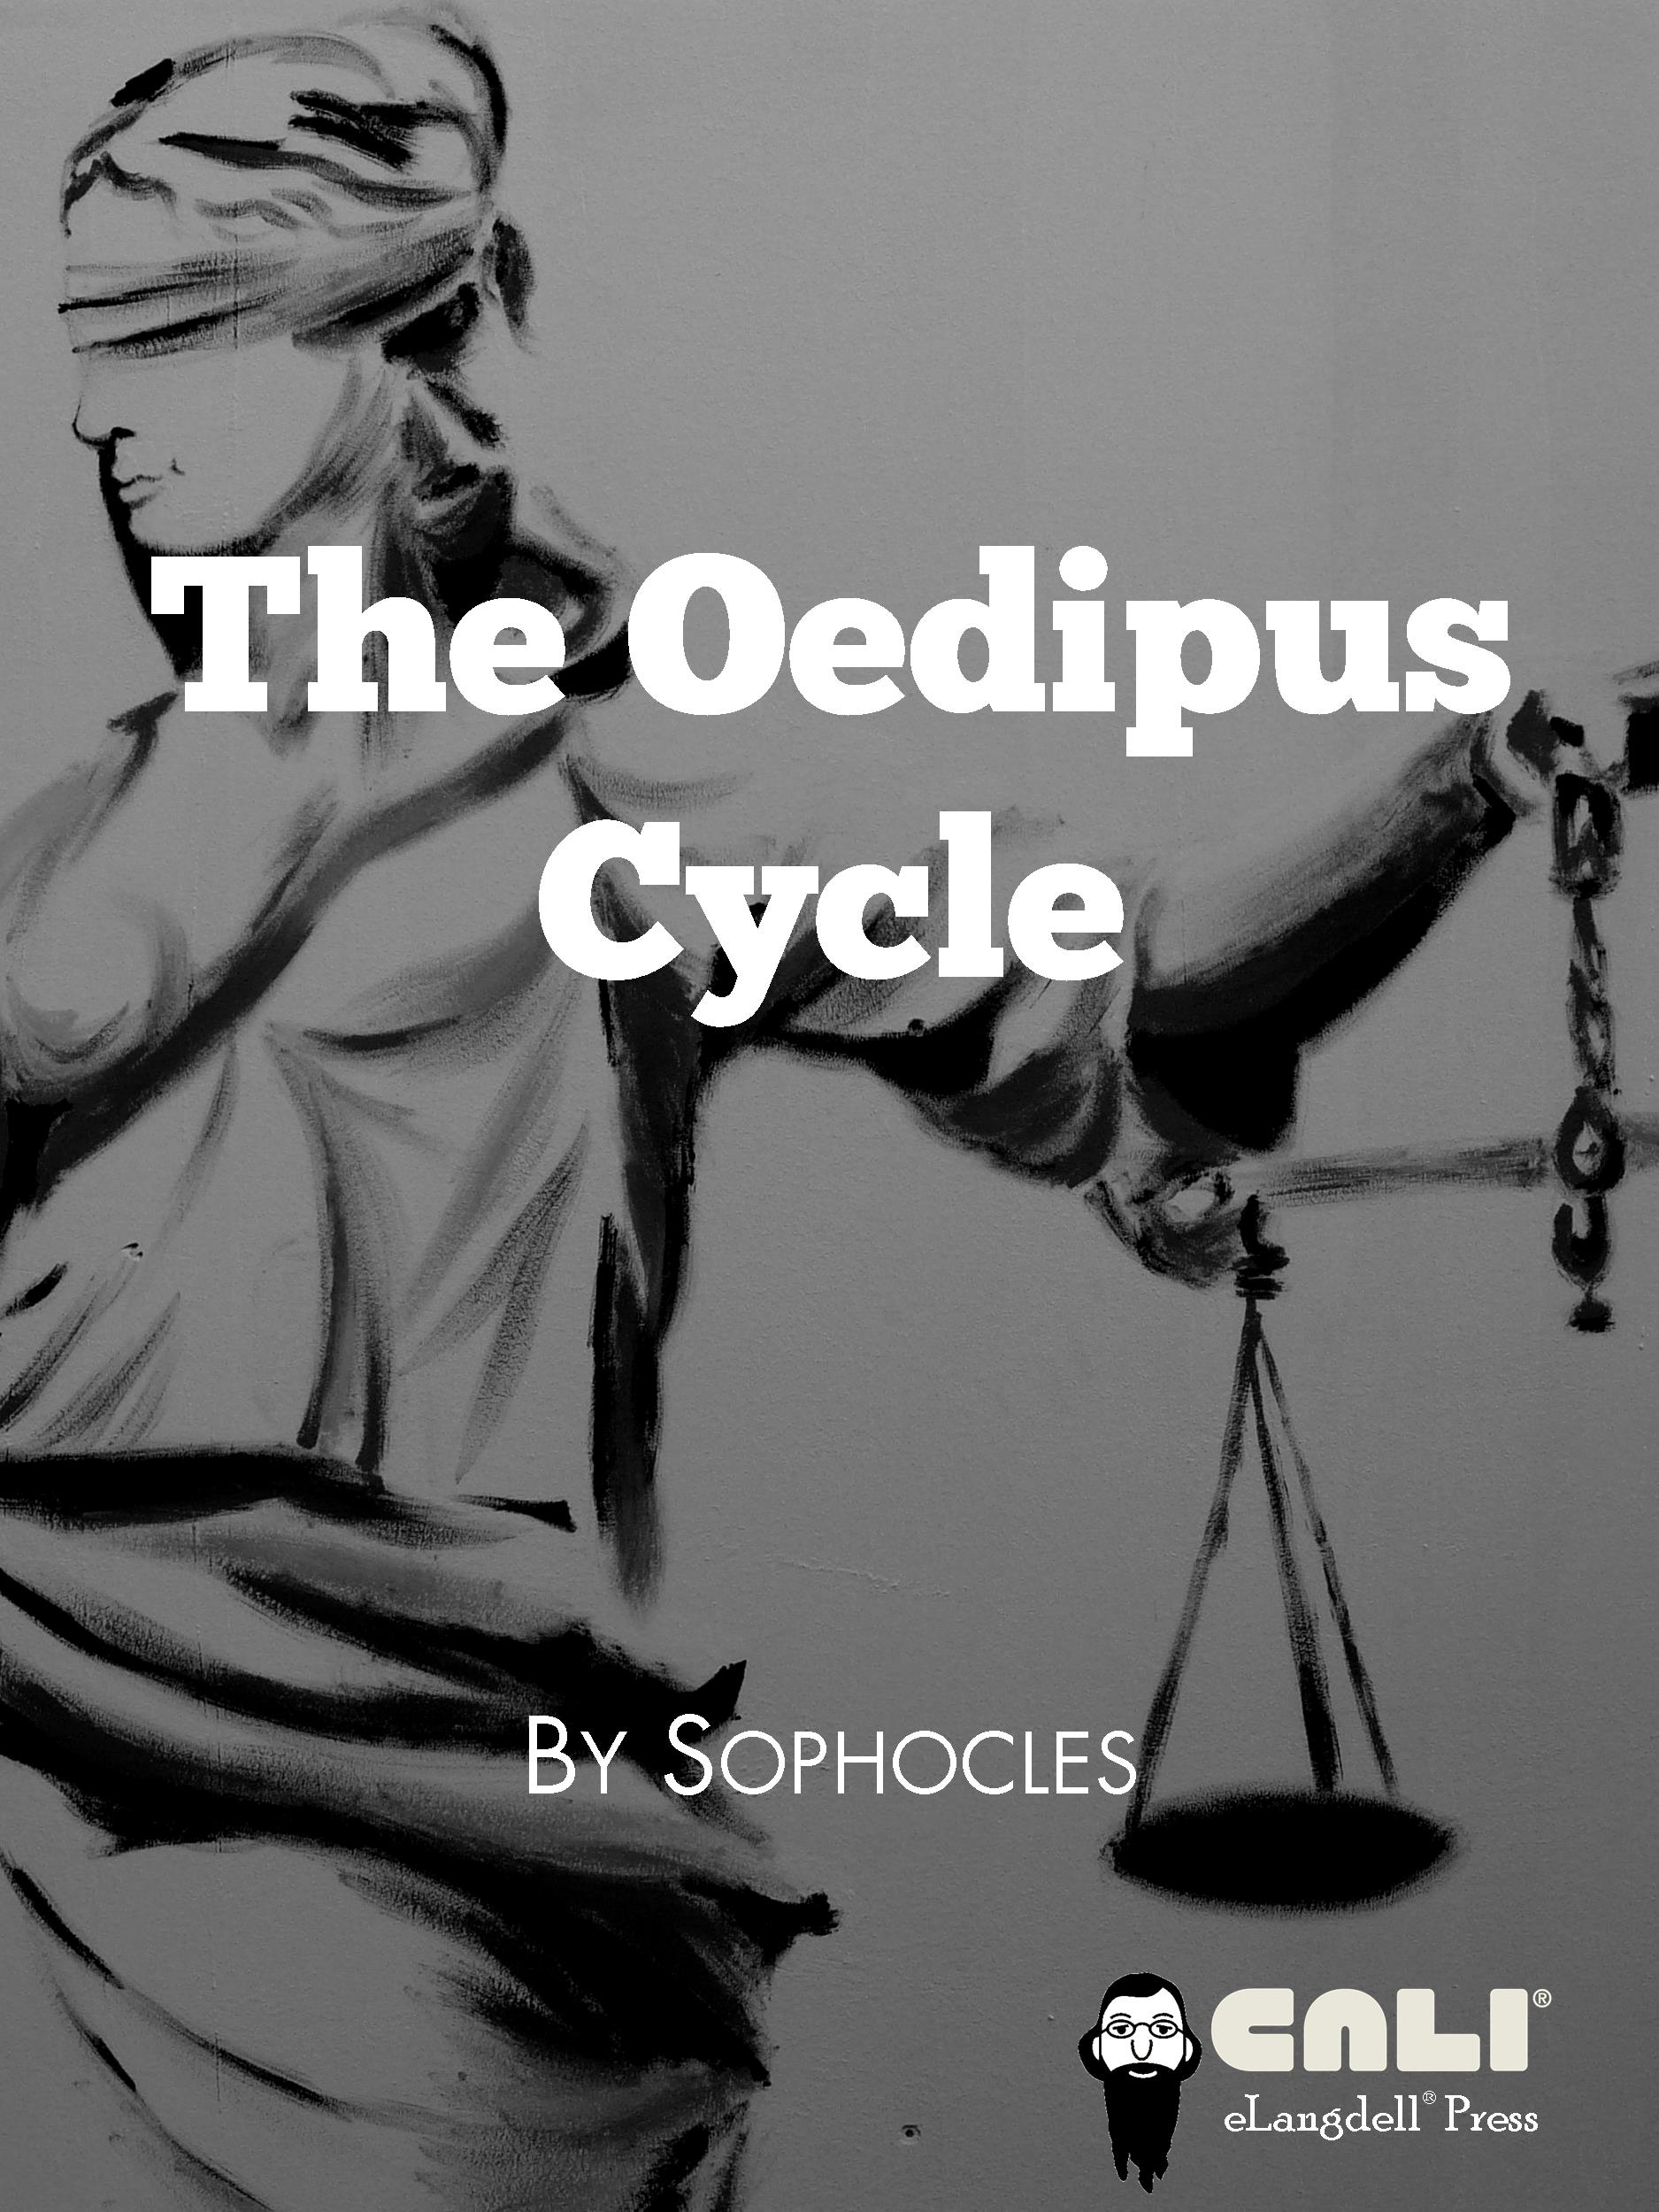 The Oedipus
Cycle
By Sophocles
CALI®
eLangdell® Press